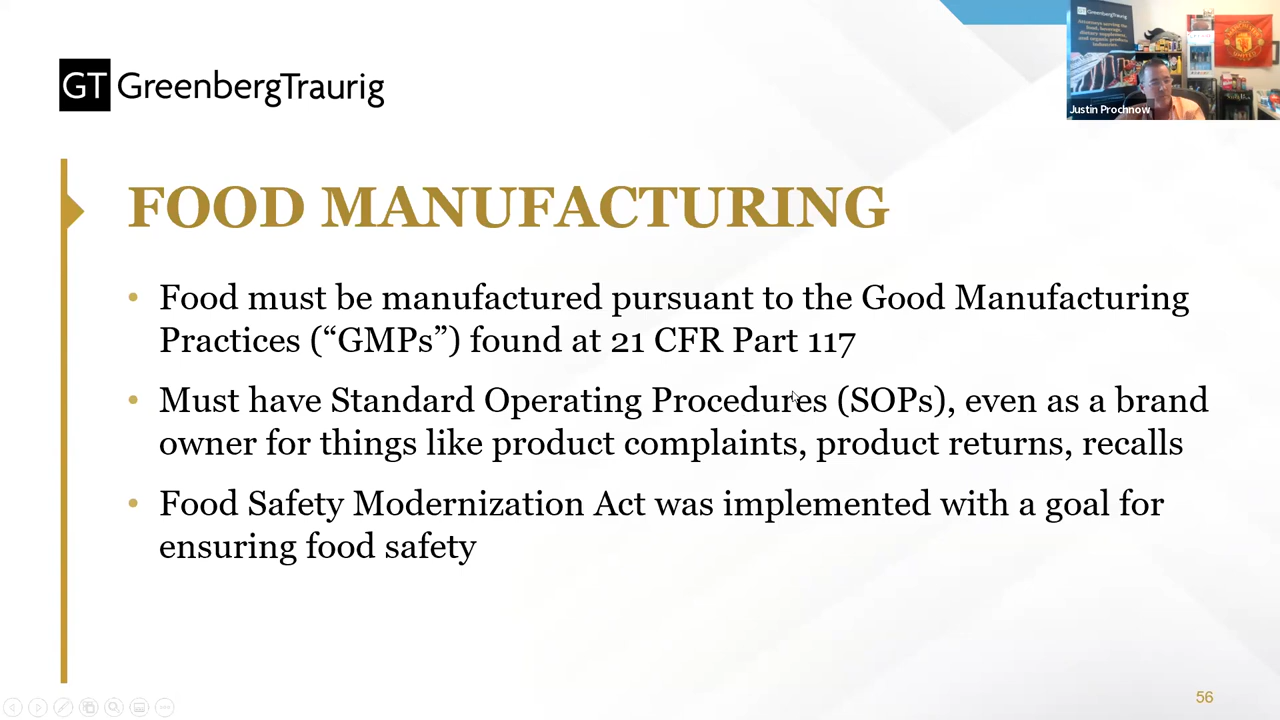 GT GreenbergTraurig
GreenbergTraurig
Justin Prochnow
FOOD MANUFACTURING
• Food must be manufactured pursuant to the Good Manufacturing
Practices (“GMPs”) found at 21 CFR Part 117
• Must have Standard Operating Procedures (SOPs), even as a brand
owner for things like product complaints, product returns, recalls
• Food Safety Modernization Act was implemented with a goal for
ensuring food safety
56